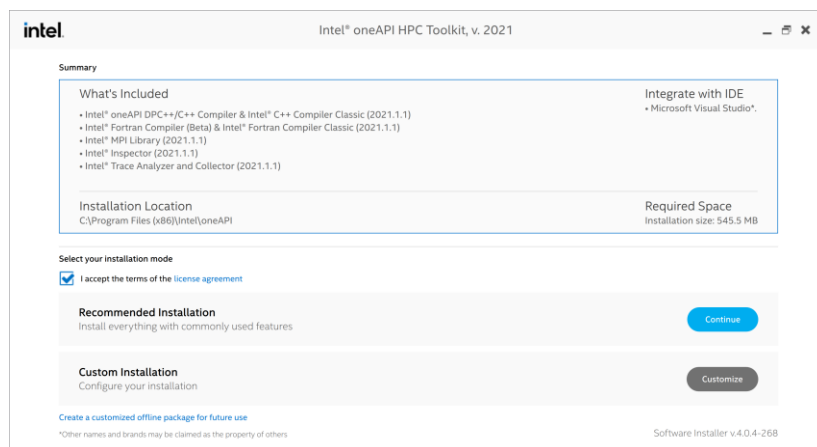 intel. Intel® oneAPI HPC Toolkit, v. 2021
Summary
What's Included
• Intel® oneAPI DPC++/C++ Compiler & Intel® C++ Compiler Classic (2021.1.1)
• Intel® Fortran Compiler (Beta) & Intel® Fortran Compiler Classic (2021.1.1)
• Intel® MPI Library (2021.1.1)
• Intel® Inspector (2021.1.1)
• Intel® Trace Analyzer and Collector (2021.1.1)
Integrate with IDE
• Microsoft Visual Studio*.
Installation Location
C:\Program Files (x86)\Intel\oneAPI
Required Space
Installation size: 545.5 MB
Select your installation mode
I accept the terms of the license agreement
Recommended Installation
Install everything with commonly used features
Continue
Custom Installation
Configure your installation
Customize
Create a customized offline package for future use
*Other names and brands may be claimed as the property of others
Software Installer v.4.0.4-268